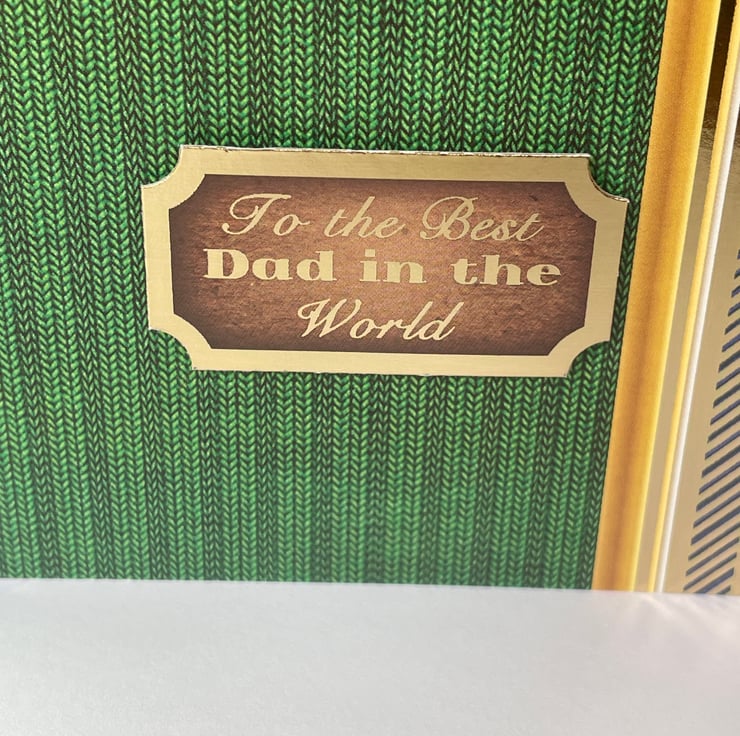 To the Best
Dad in the
World